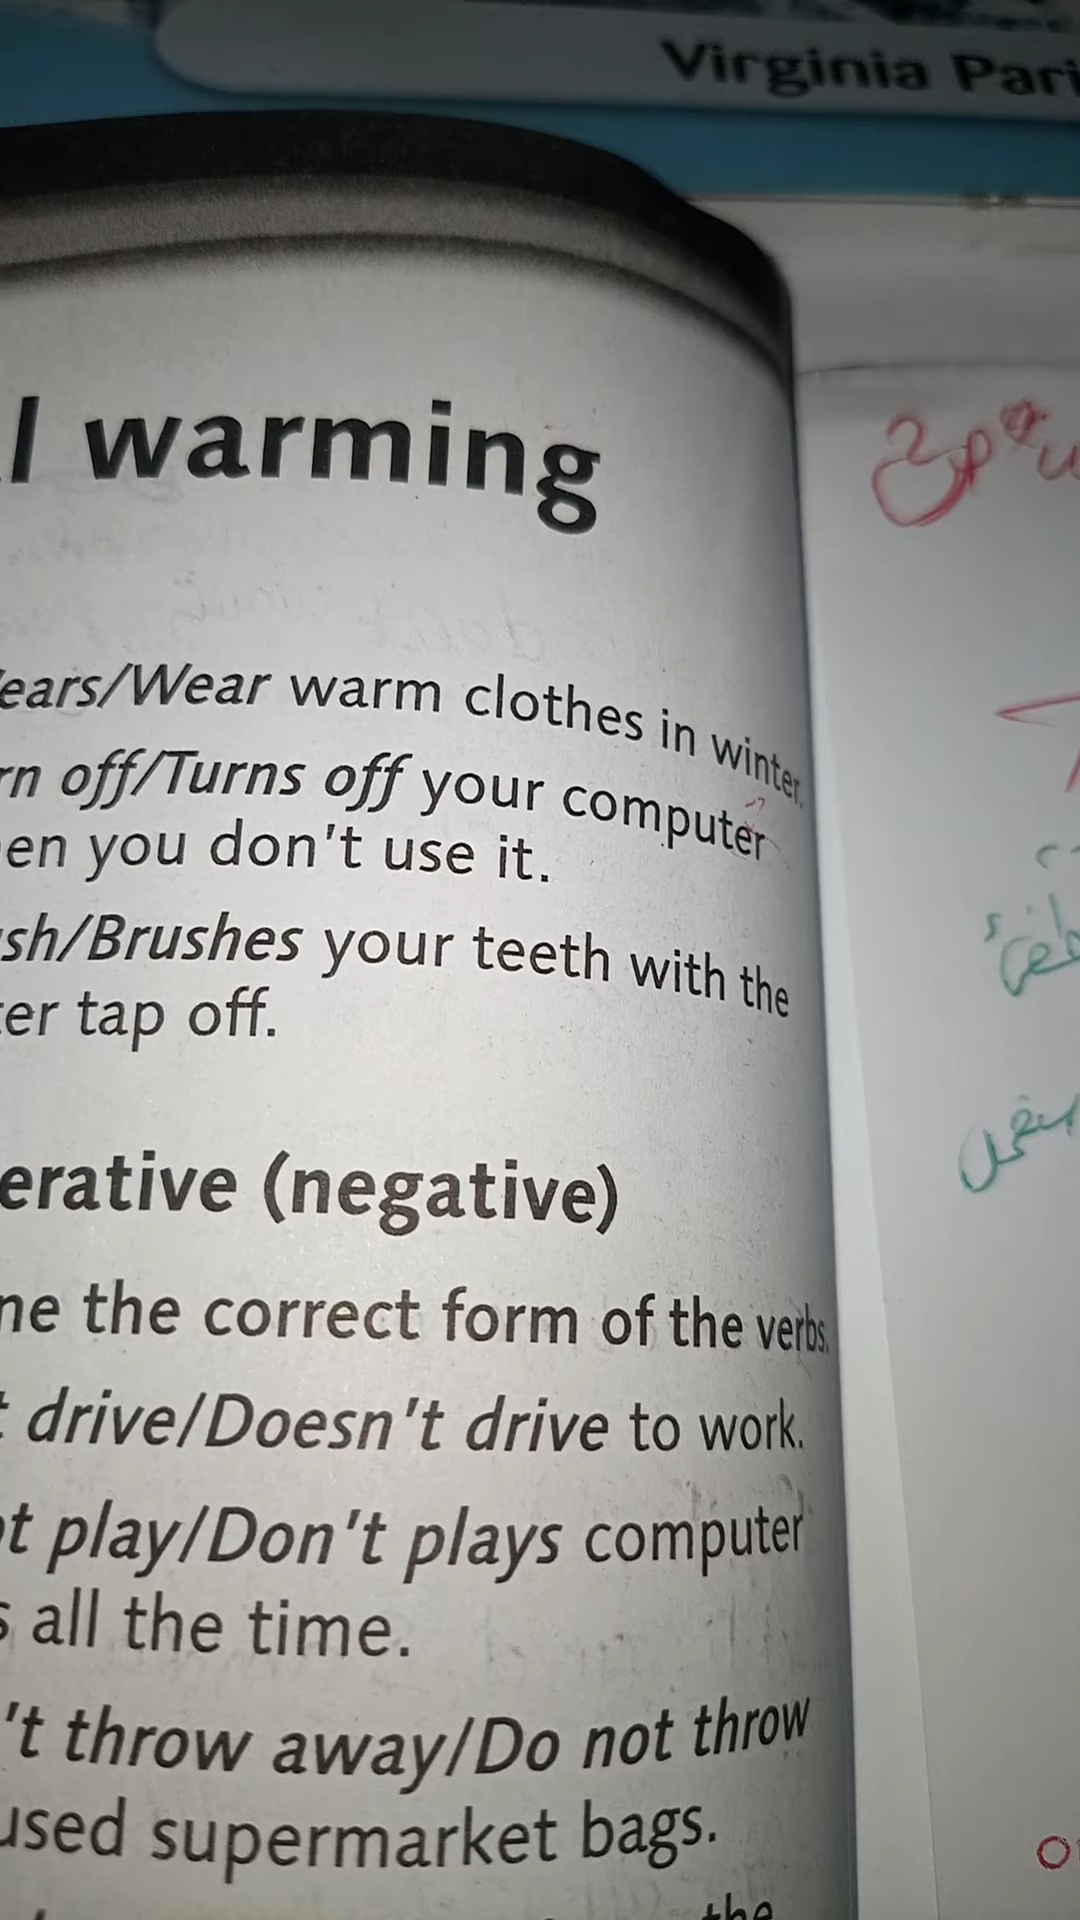 Virginia Pari
l warming
ears/Wear warm clothes in winter.
rn off/Turns off your computer
en you don't use it.
sh/Brushes your teeth with the
er tap off.
erative (negative)
ne the correct form of the verbs.
drive/Doesn't drive to work.
t play/Don't plays computer
s all the time.
't throw away/Do not throw
used supermarket bags.
the